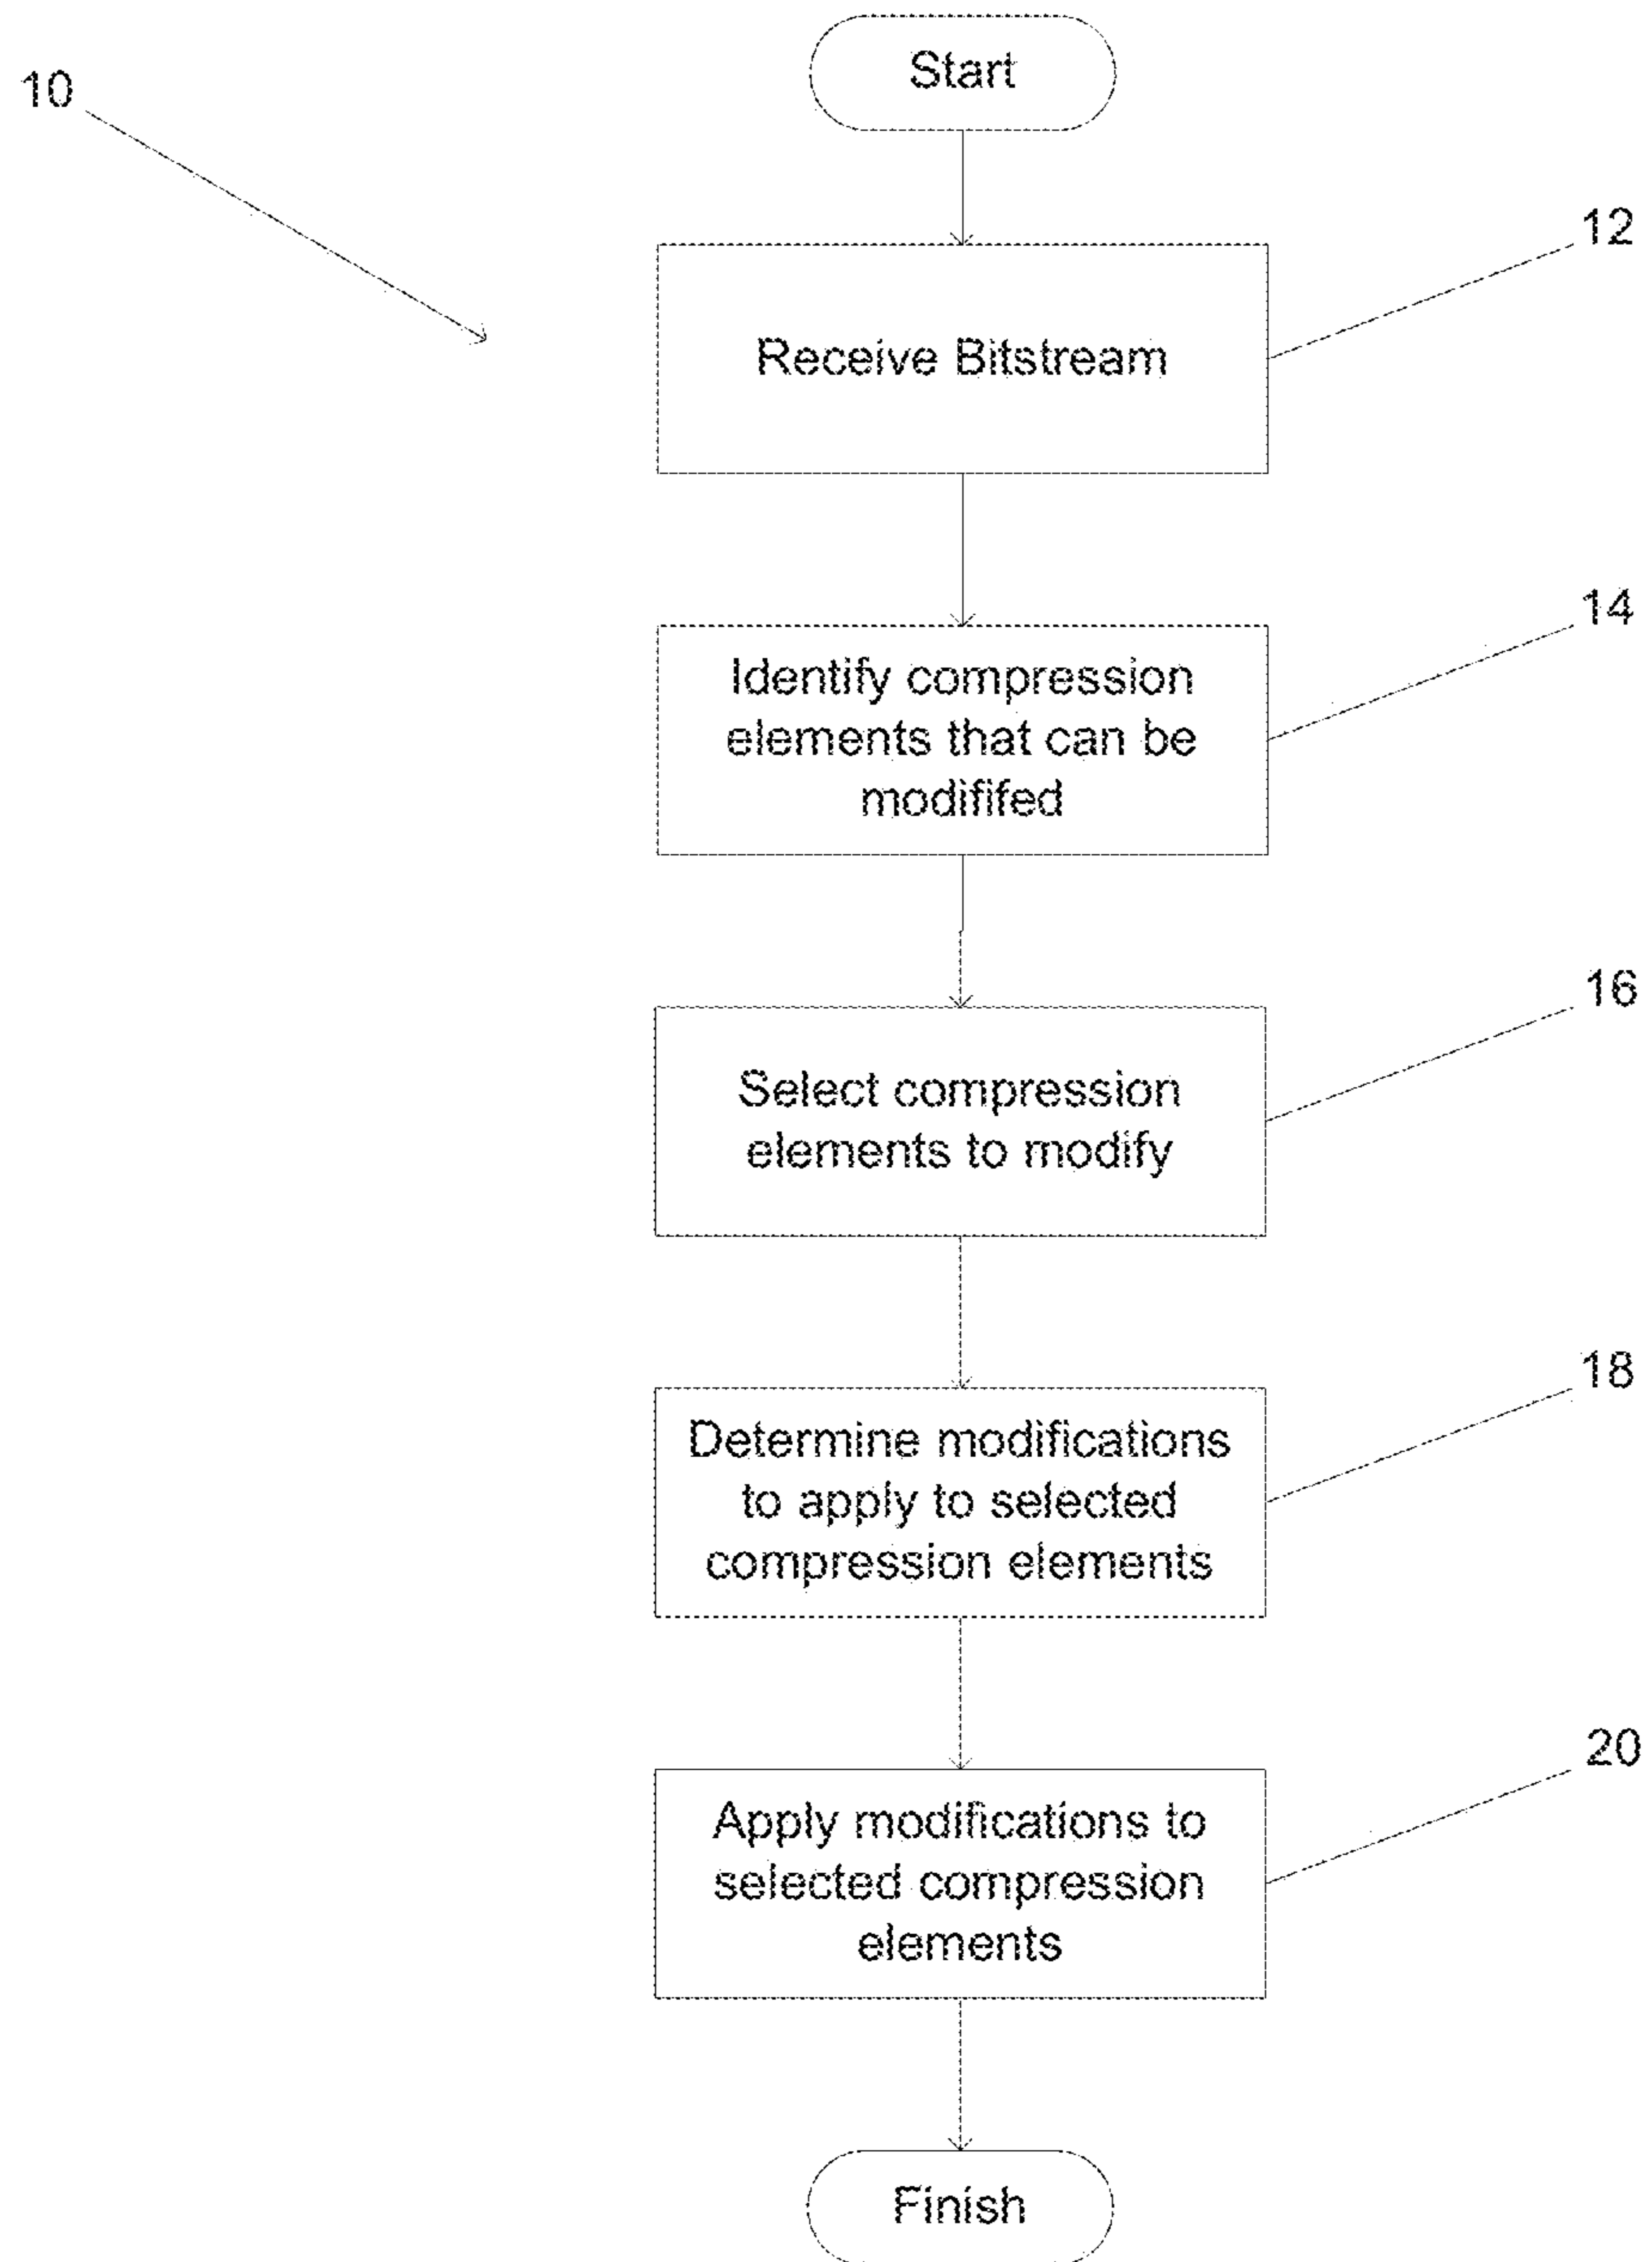 Start
10
12
Receive Bitstream
14
Identify compression
elements that can be
modififed
16
Select compression
elements to modify
18
Determine modifications
to apply to selected
compression elements
20
Apply modifications to
selected compression
elements
Finish